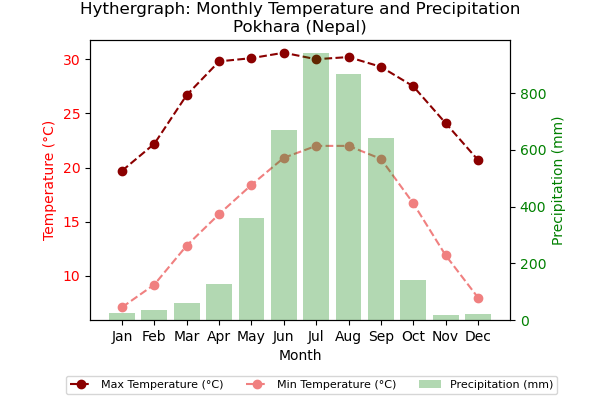 Hythergraph: Monthly Temperature and Precipitation
Pokhara (Nepal)
Temperature (°C)
30
25
20
15
10
800
600
400
200
0
Precipitation (mm)
Jan Feb Mar Apr May Jun Jul Aug Sep Oct Nov Dec
Month
Max Temperature (°C) Min Temperature (°C) Precipitation (mm)